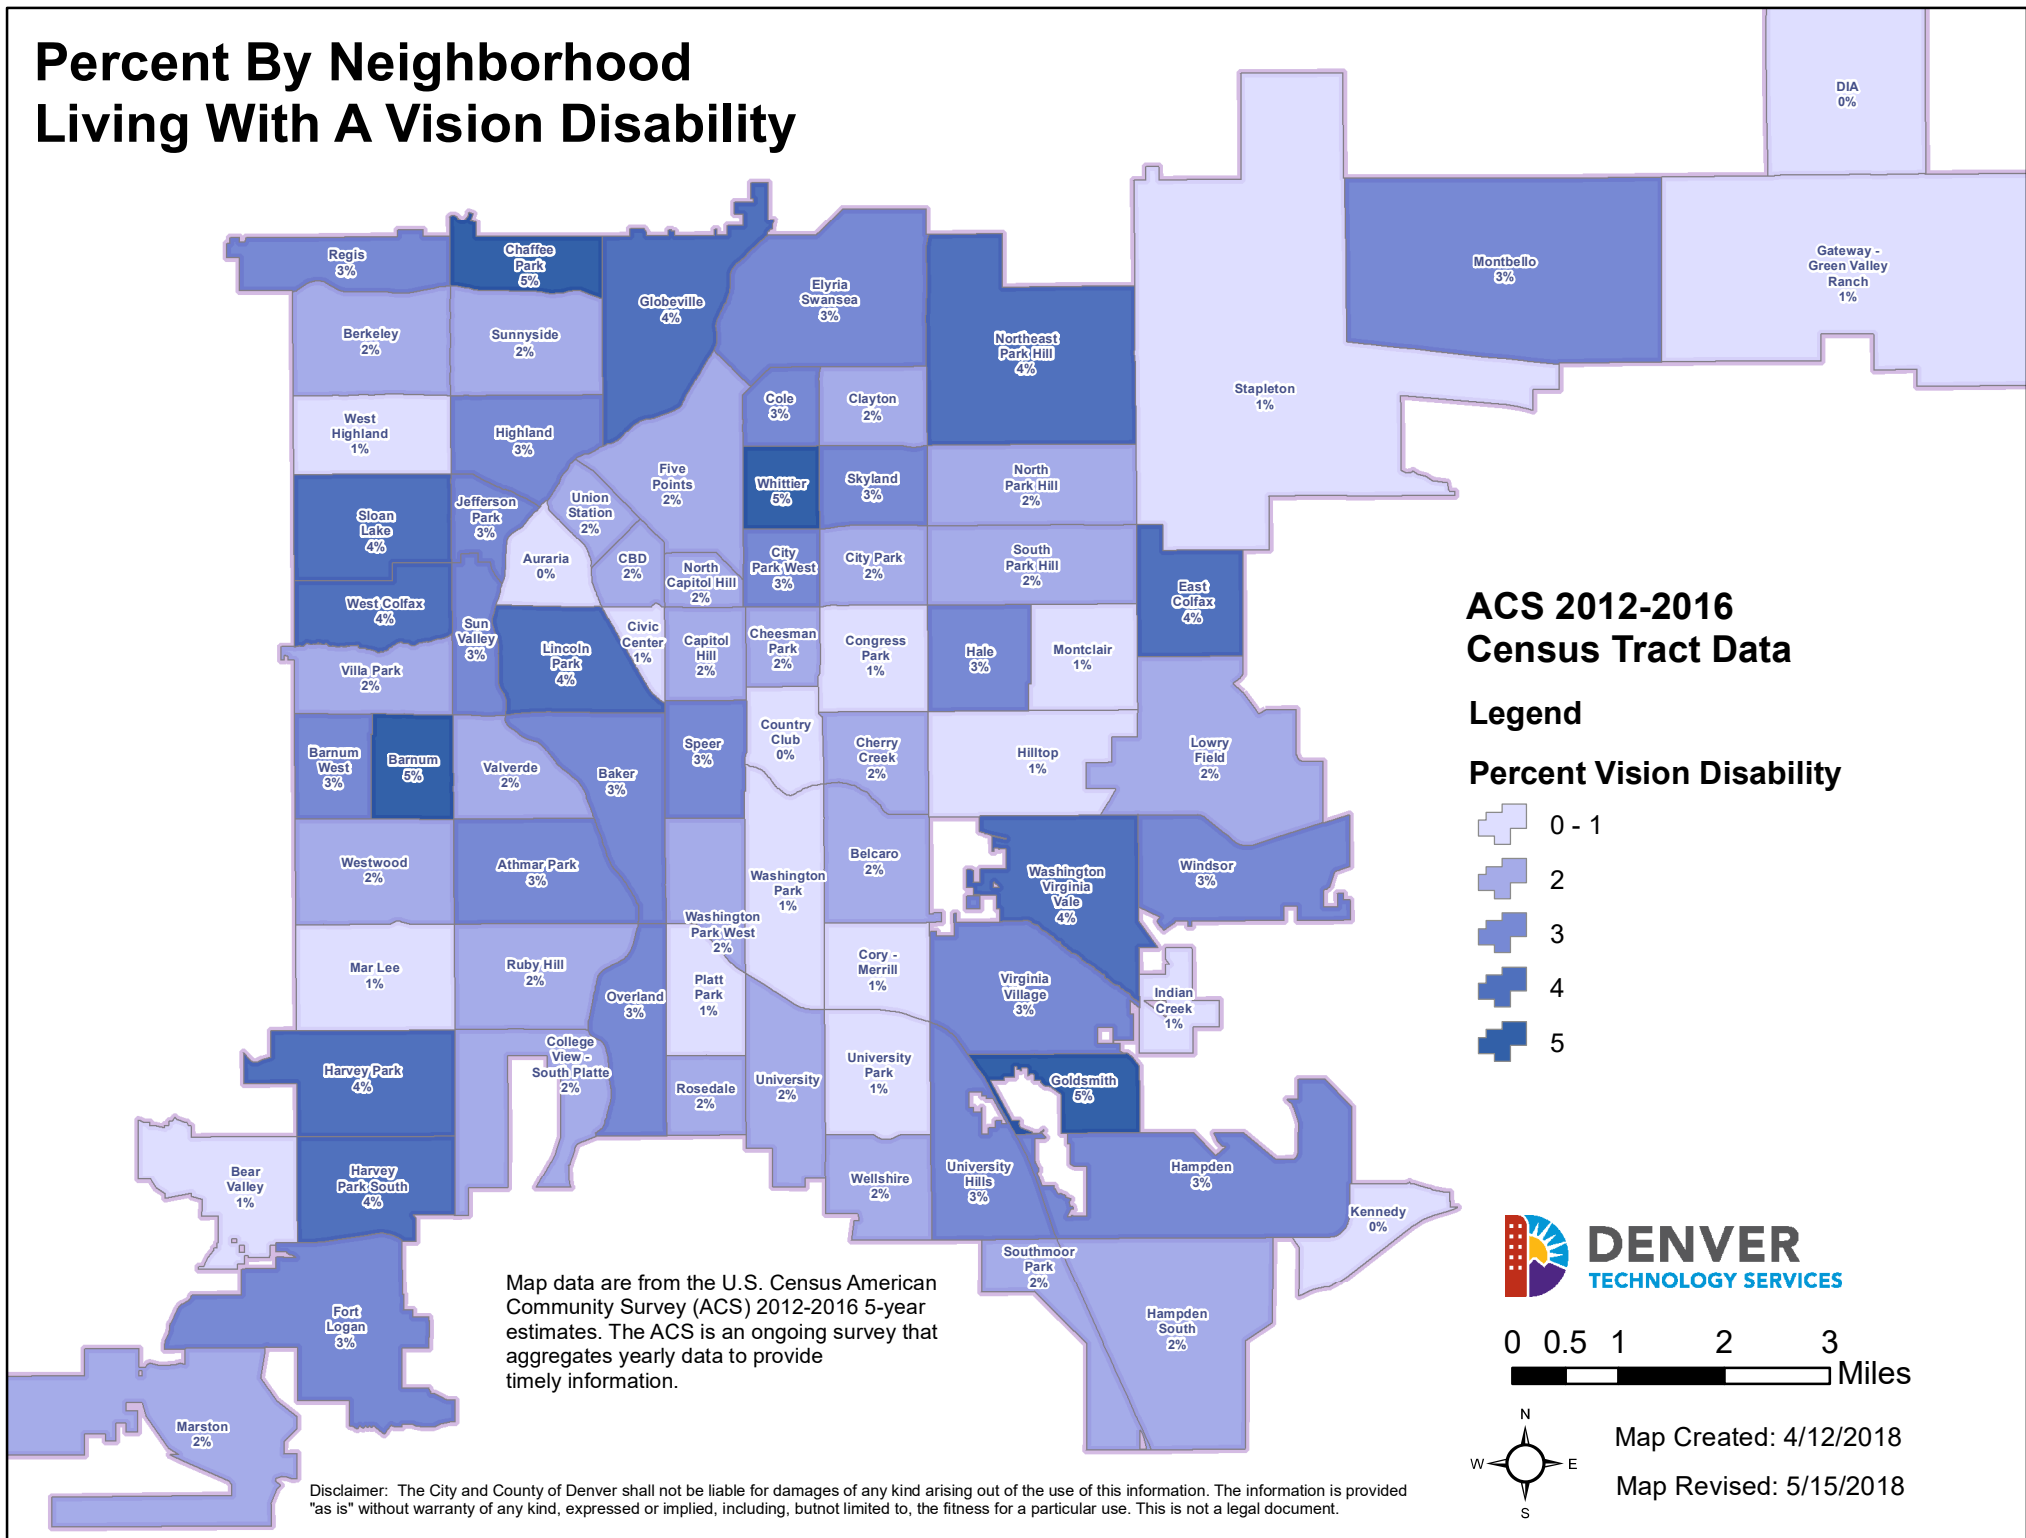 Percent By Neighborhood
Living With A Vision Disability
DIA
0%
Regis
3%
Chaffee
Park
5%
Globeville
4%
Elyria
Swansea
3%
Northeast
Park Hill
4%
Montbello
3%
Gateway -
Green Valley
Ranch
1%
Berkeley
2%
Sunnyside
2%
Stapleton
1%
West
Highland
1%
Highland
3%
Cole
3%
Clayton
2%
Five
Points
2%
Whittier
5%
Skyland
3%
North
Park Hill
2%
Sloan
Lake
4%
Jefferson
Park
3%
Union
Station
2%
Auraria
0%
CBD
2%
North
Capitol Hill
2%
City
Park West
3%
City Park
2%
South
Park Hill
2%
East
Colfax
4%
West Colfax
4%
Sun
Valley
3%
Lincoln
Park
4%
Civic
Center
1%
Capitol
Hill
2%
Cheesman
Park
2%
Congress
Park
1%
Hale
3%
Montclair
1%
Villa Park
2%
Barnum
West
3%
Barnum
5%
Valverde
2%
Baker
3%
Speer
3%
Country
Club
0%
Cherry
Creek
2%
Hilltop
1%
Lowry
Field
2%
Westwood
2%
Athmar Park
3%
Washington
Park West
2%
Washington
Park
1%
Belcaro
2%
Washington
Virginia
Vale
4%
Windsor
3%
Mar Lee
1%
Ruby Hill
2%
Overland
3%
Platt
Park
1%
Cory -
Merrill
1%
Virginia
Village
3%
Indian
Creek
1%
Harvey Park
4%
College
View -
South Platte
2%
Rosedale
2%
University
2%
University
Park
1%
Goldsmith
5%
Bear
Valley
1%
Harvey
Park South
4%
Wellshire
2%
University
Hills
3%
Hampden
3%
Kennedy
0%
Fort
Logan
3%
Southmoor
Park
2%
Hampden
South
2%
Marston
2%
ACS 2012-2016
Census Tract Data
Legend
Percent Vision Disability
0 - 1
2
3
4
5
DENVER
TECHNOLOGY SERVICES
0 0.5 1 2 3
Miles
N
W E
S
Map Created: 4/12/2018
Map Revised: 5/15/2018
Map data are from the U.S. Census American
Community Survey (ACS) 2012-2016 5-year
estimates. The ACS is an ongoing survey that
aggregates yearly data to provide
timely information.
Disclaimer: The City and County of Denver shall not be liable for damages of any kind arising out of the use of this information. The information is provided
"as is" without warranty of any kind, expressed or implied, including, butnot limited to, the fitness for a particular use. This is not a legal document.